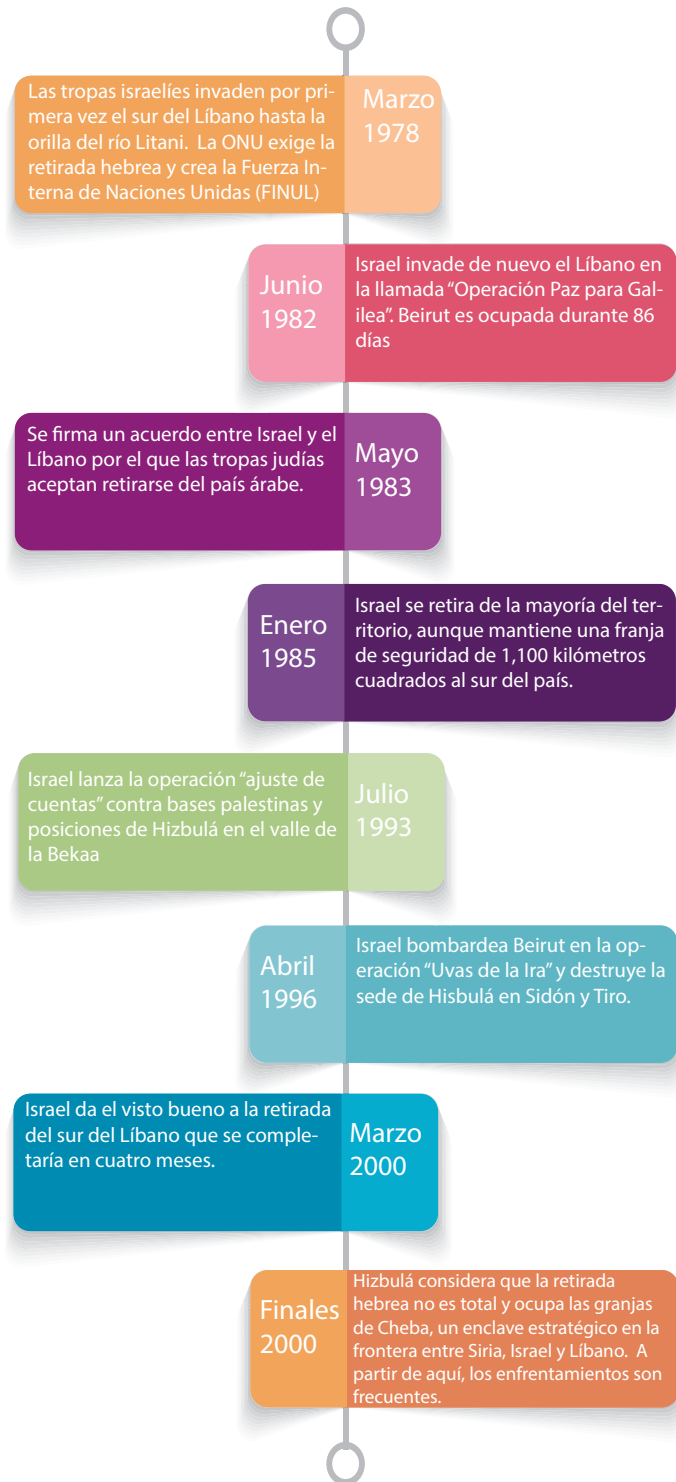 Las tropas israelíes invaden por pri-
mera vez el sur del Líbano hasta la
orilla del río Litani.  La ONU exige la
retirada hebrea y crea la Fuerza In-
terna de Naciones Unidas (FINUL)
Marzo
1978
Junio
1982
Israel invade de nuevo el Líbano en
la llamada “Operación Paz para Gal-
ilea”. Beirut es ocupada durante 86
días
Se firma un acuerdo entre Israel y el
Líbano por el que las tropas judías
aceptan retirarse del país árabe.
Mayo
1983
Enero
1985
Israel se retira de la mayoría del ter-
ritorio, aunque mantiene una franja
de seguridad de 1,100 kilómetros
cuadrados al sur del país.
Israel lanza la operación “ajuste de
cuentas” contra bases palestinas y
posiciones de Hizbulá en el valle de
la Bekaa
Julio
1993
Abril
1996
Israel bombardea Beirut en la op-
eración “Uvas de la Ira” y destruye la
sede de Hisbulá en Sidón y Tiro.
Israel da el visto bueno a la retirada
del sur del Líbano que se comple-
taría en cuatro meses.
Marzo
2000
Finales
2000
Hizbulá considera que la retirada
hebrea no es total y ocupa las granjas
de Cheba, un enclave estratégico en la
frontera entre Siria, Israel y Líbano.  A
partir de aquí, los enfrentamientos son
frecuentes.